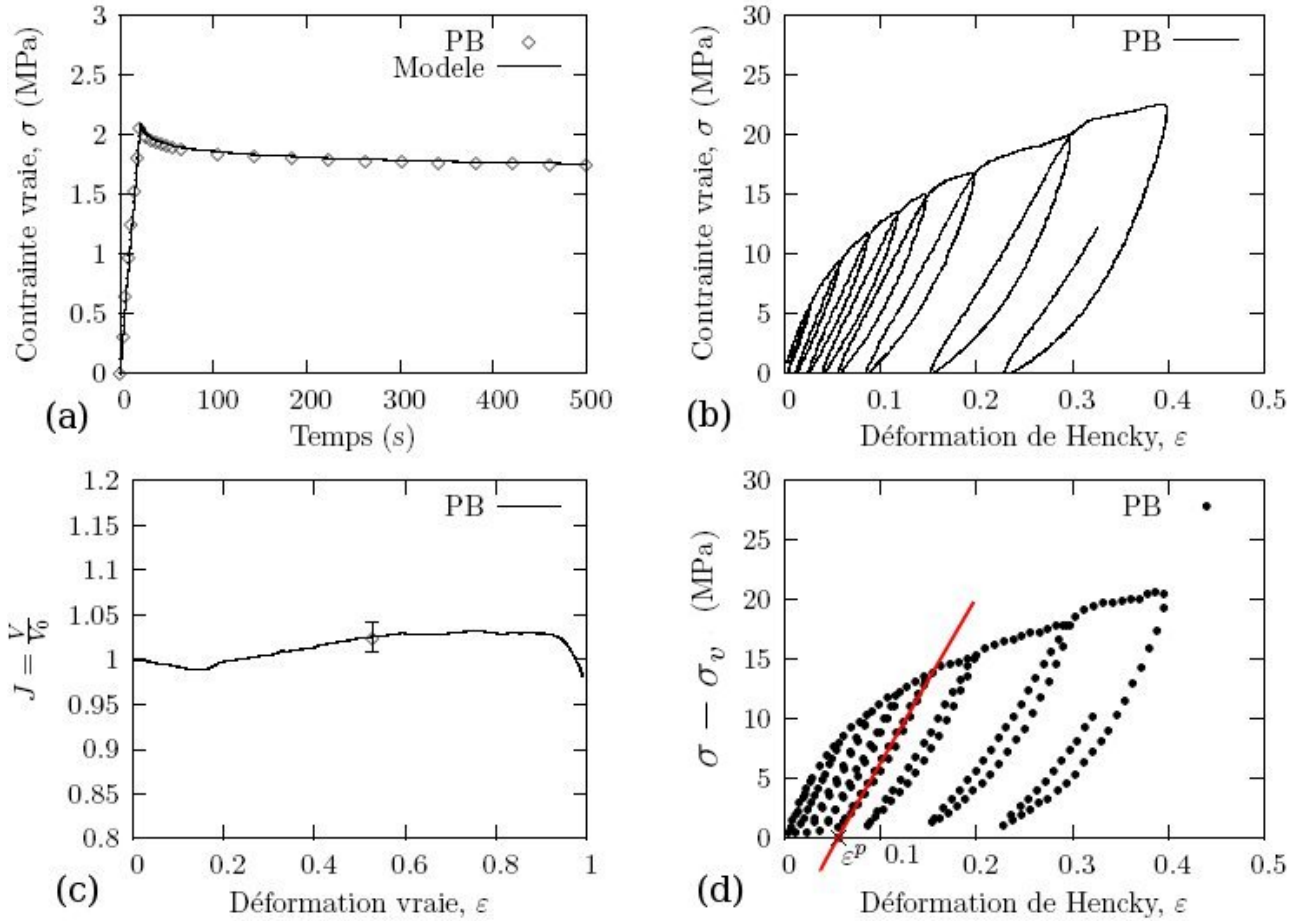 Contrainte vraie, σ (MPa)
3
2.5
2
1.5
1
0.5
0
PB
Modele
0 100 200 300 400 500
Temps (s)
(a)
Contrainte vraie, σ (MPa)
30
25
20
15
10
5
0
PB
0 0.1 0.2 0.3 0.4 0.5
Déformation de Hencky, ε
(b)
J = V/V₀
1.2
1.15
1.1
1.05
1
0.95
0.9
0.85
0.8
PB
0 0.2 0.4 0.6 0.8 1
Déformation vraie, ε
(c)
σ − σᵥ (MPa)
30
25
20
15
10
5
0
PB
εᵖ
0 0.1 0.2 0.3 0.4 0.5
Déformation de Hencky, ε
(d)